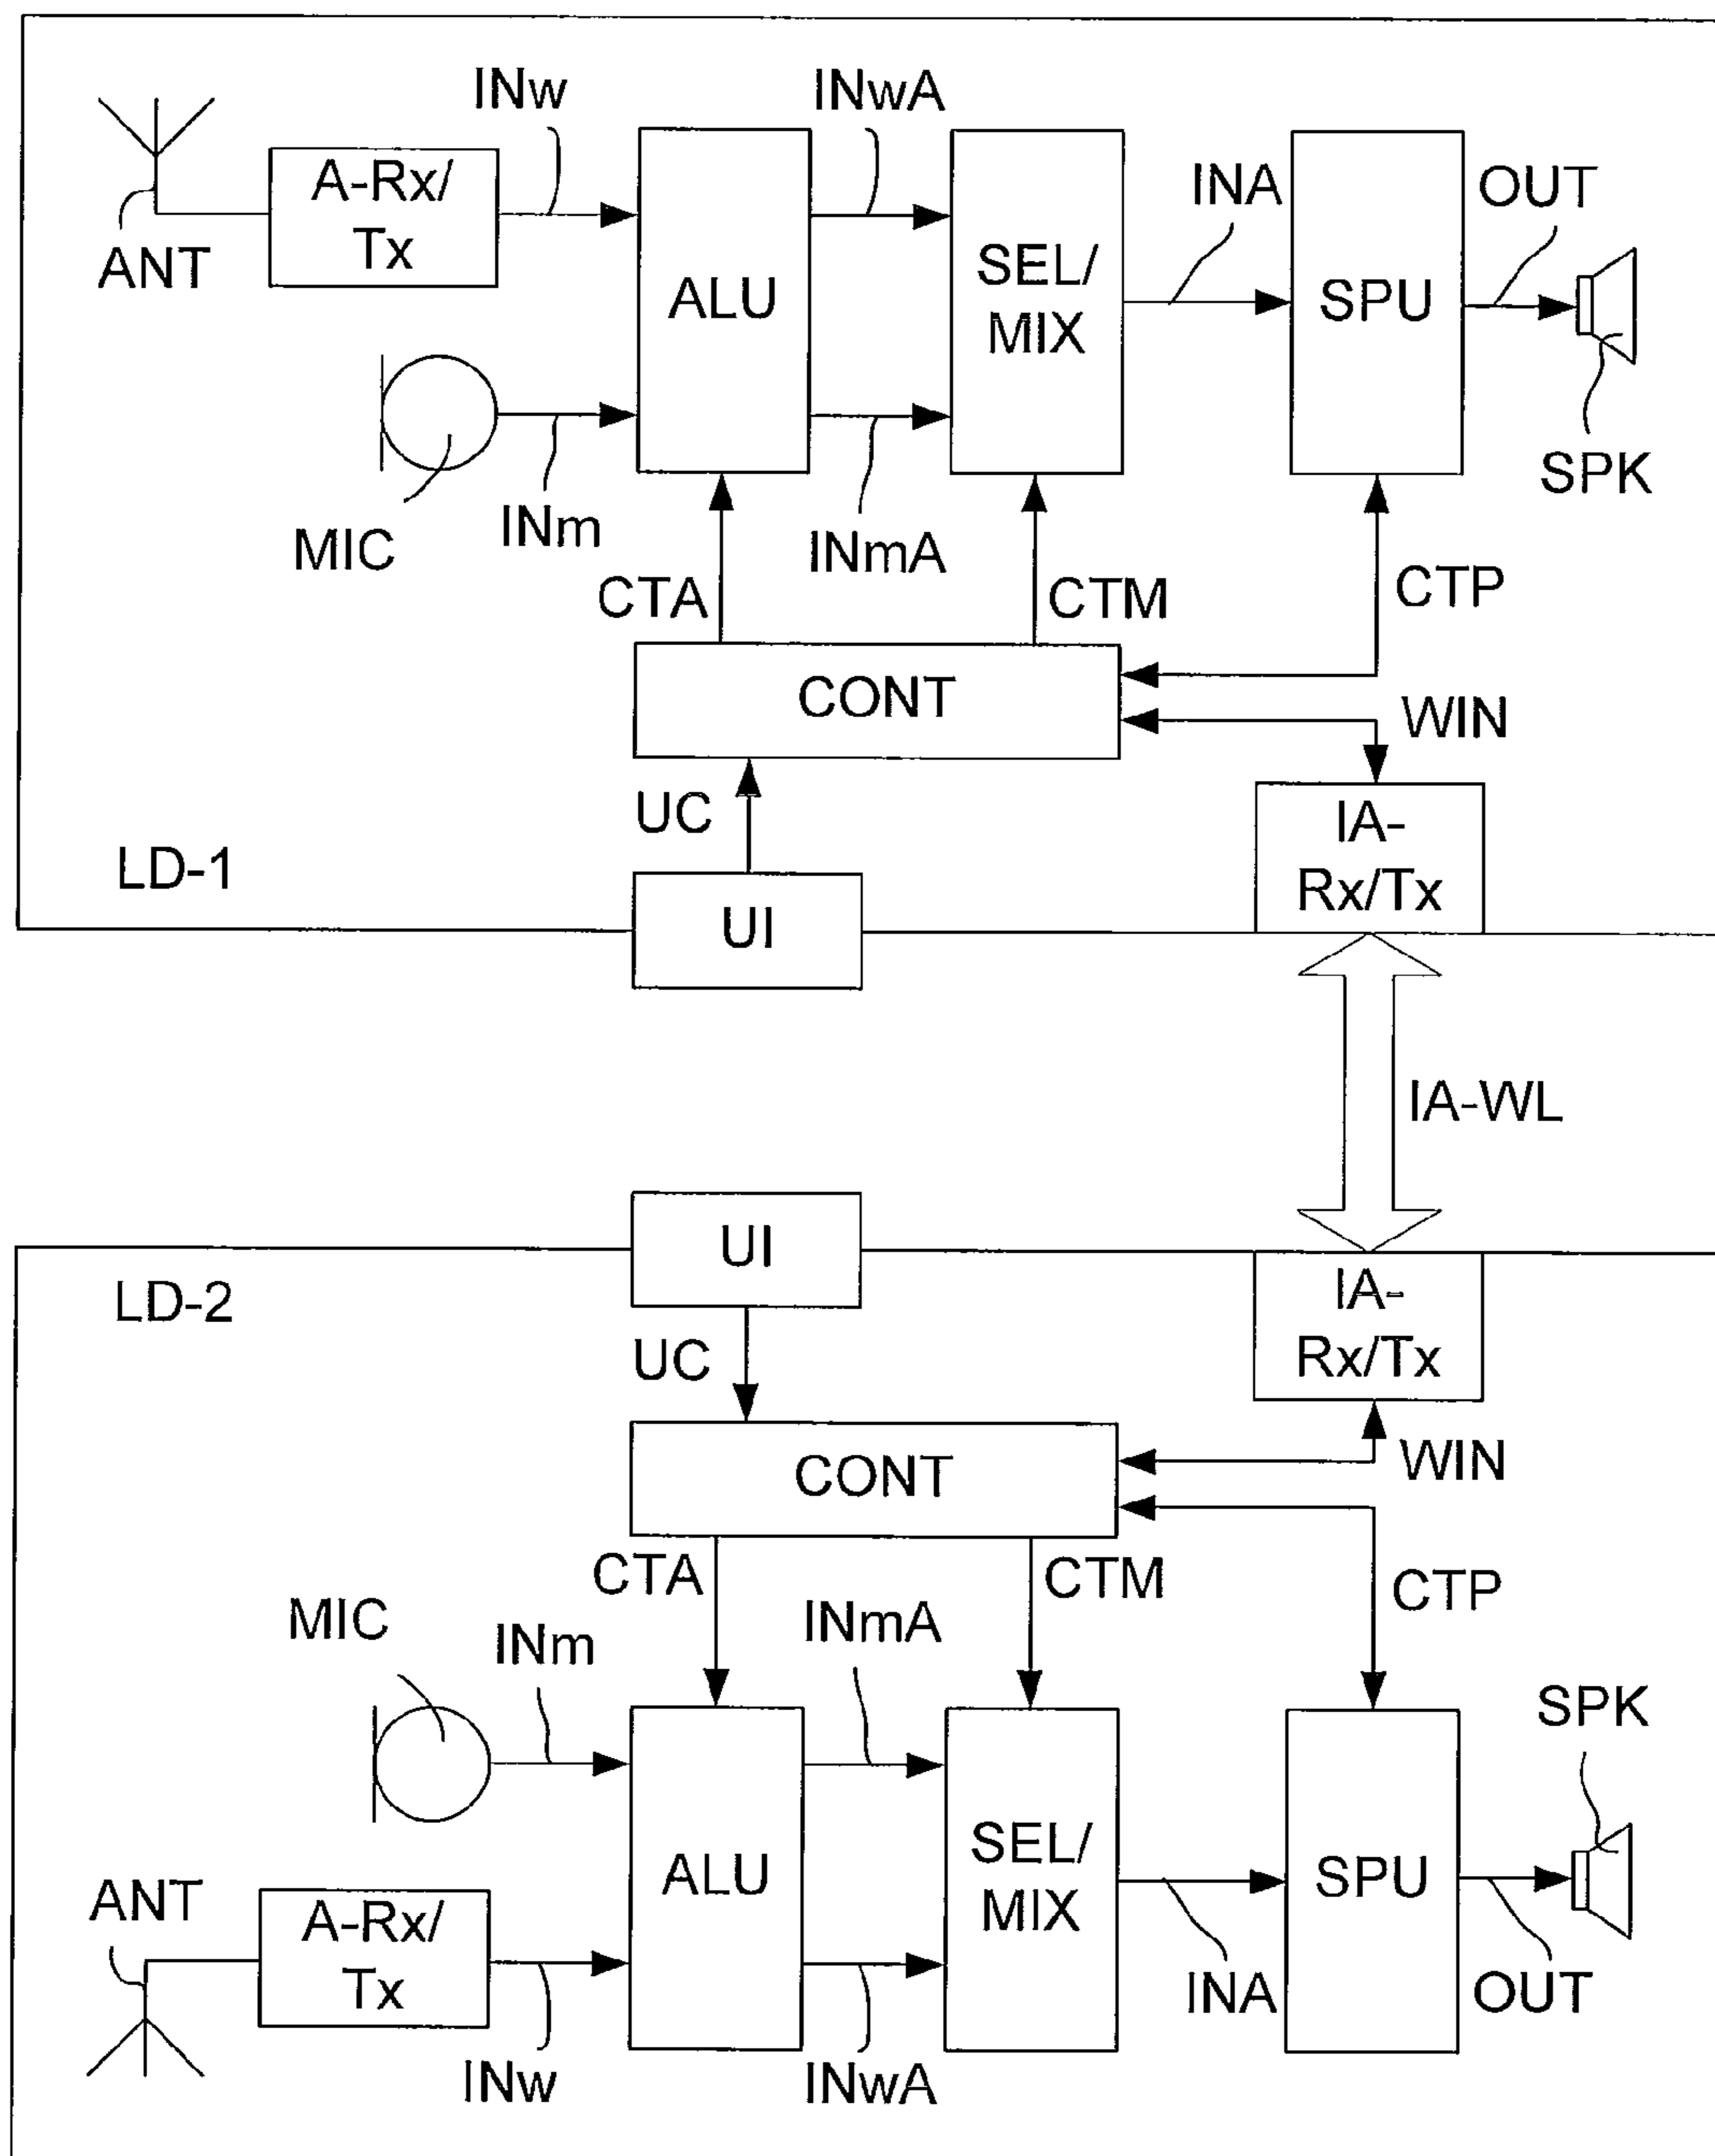 INw
INwA
A-Rx/
Tx
ANT
ALU
SEL/
MIX
INA
SPU
OUT
SPK
MIC
INm
INmA
CTA
CTM
CTP
CONT
WIN
UC
IA-
Rx/Tx
LD-1
UI
IA-WL
UI
LD-2
IA-
Rx/Tx
UC
WIN
CONT
CTA
CTM
CTP
MIC
INm
INmA
SPK
ALU
SEL/
MIX
SPU
ANT
A-Rx/
Tx
INA
OUT
INw
INwA